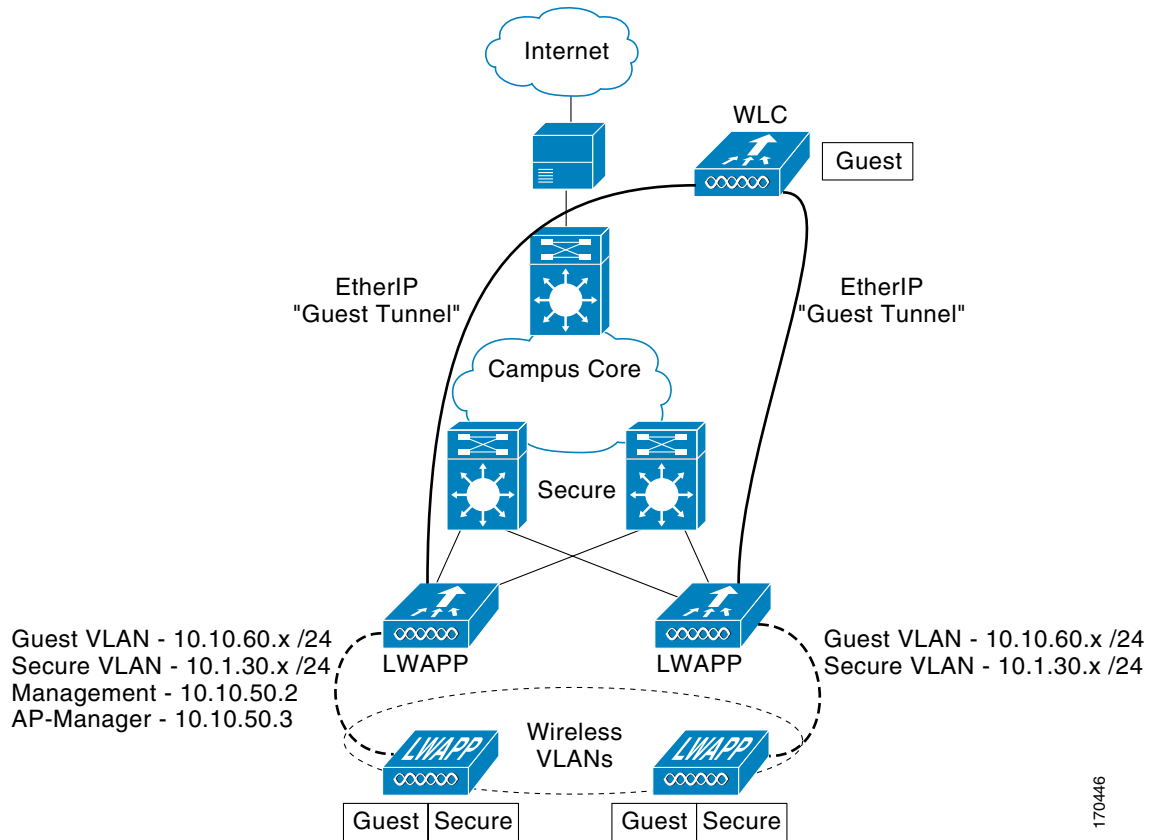 Internet
WLC
Guest
EtherIP
"Guest Tunnel"
EtherIP
"Guest Tunnel"
Campus Core
Secure
Guest VLAN - 10.10.60.x /24
Secure VLAN - 10.1.30.x /24
Management - 10.10.50.2
AP-Manager - 10.10.50.3
LWAPP
LWAPP
Guest VLAN - 10.10.60.x /24
Secure VLAN - 10.1.30.x /24
Wireless
VLANs
LWAPP
LWAPP
Guest Secure
Guest Secure
170446